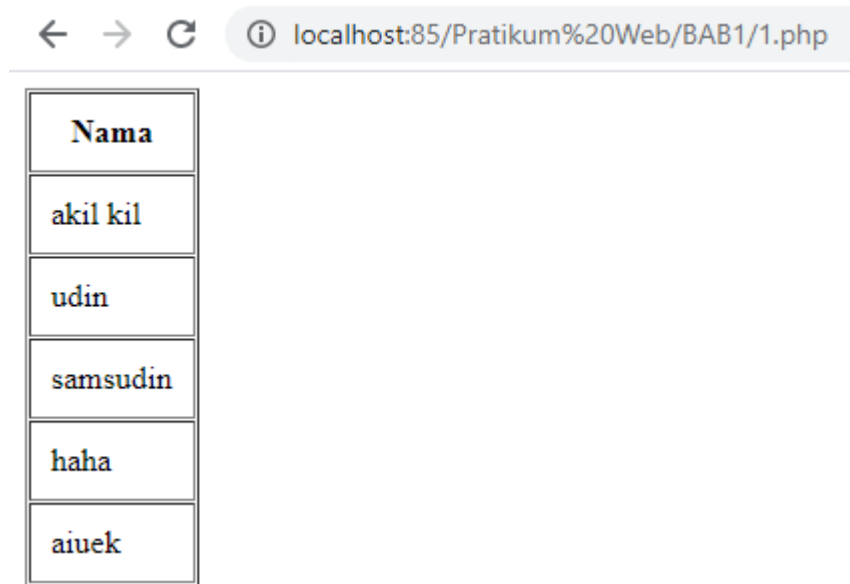 localhost:85/Pratikum%20Web/BAB1/1.php
Nama
akil kil
udin
samsudin
haha
aiuek